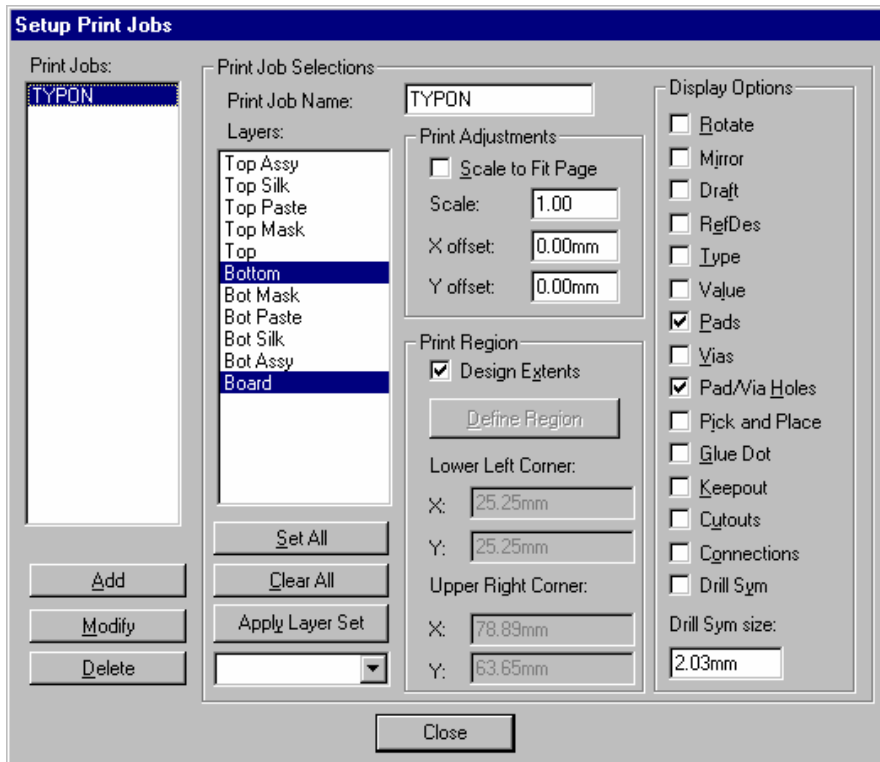 Setup Print Jobs
Print Jobs:
TYPON
Add
Modify
Delete
Print Job Selections
Print Job Name:
TYPON
Layers:
Top Assy
Top Silk
Top Paste
Top Mask
Top
Bottom
Bot Mask
Bot Paste
Bot Silk
Bot Assy
Board
Set All
Clear All
Apply Layer Set
Print Adjustments
Scale to Fit Page
Scale: 1.00
X offset: 0.00mm
Y offset: 0.00mm
Print Region
Design Extents
Define Region
Lower Left Corner:
X: 25.25mm
Y: 25.25mm
Upper Right Corner:
X: 78.89mm
Y: 63.65mm
Display Options
Rotate
Mirror
Draft
RefDes
Type
Value
Pads
Vias
Pad/Via Holes
Pick and Place
Glue Dot
Keepout
Cutouts
Connections
Drill Sym
Drill Sym size:
2.03mm
Close